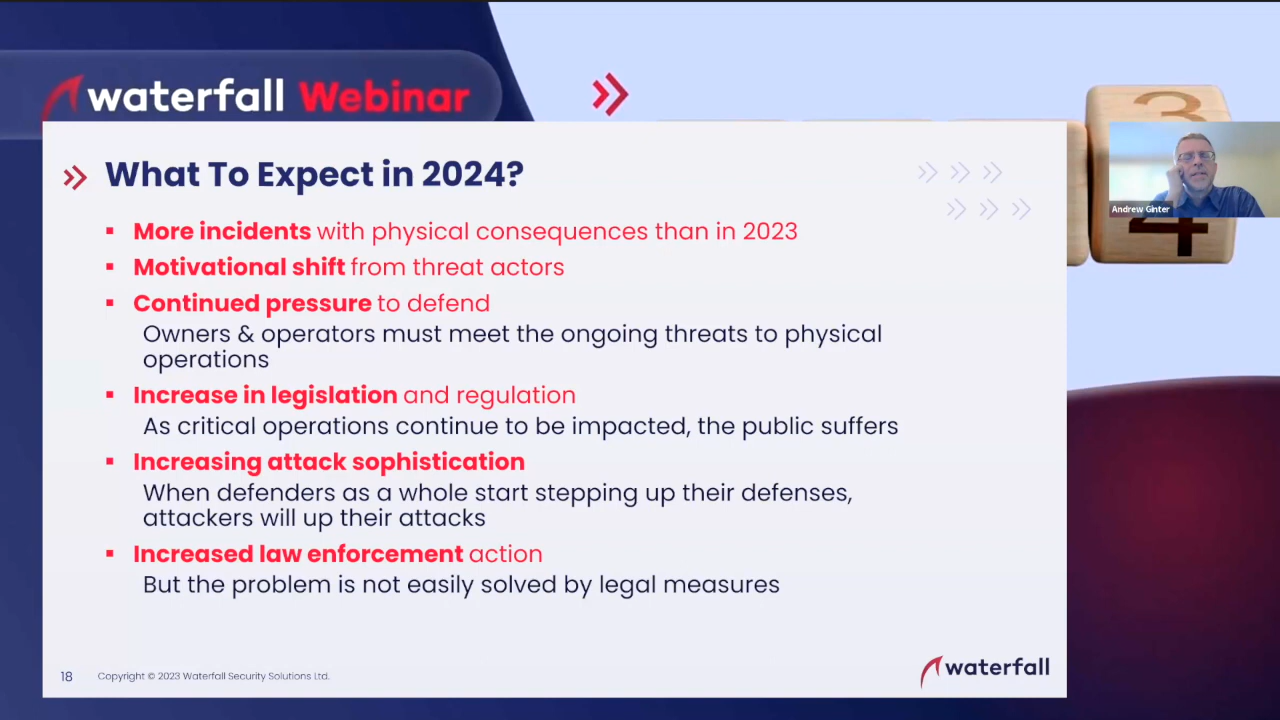 waterfall Webinar
3
What To Expect in 2024?
Andrew Ginter
4
▪ More incidents with physical consequences than in 2023
▪ Motivational shift from threat actors
▪ Continued pressure to defend
Owners & operators must meet the ongoing threats to physical
operations
▪ Increase in legislation and regulation
As critical operations continue to be impacted, the public suffers
▪ Increasing attack sophistication
When defenders as a whole start stepping up their defenses,
attackers will up their attacks
▪ Increased law enforcement action
But the problem is not easily solved by legal measures
18 Copyright © 2023 Waterfall Security Solutions Ltd.
waterfall